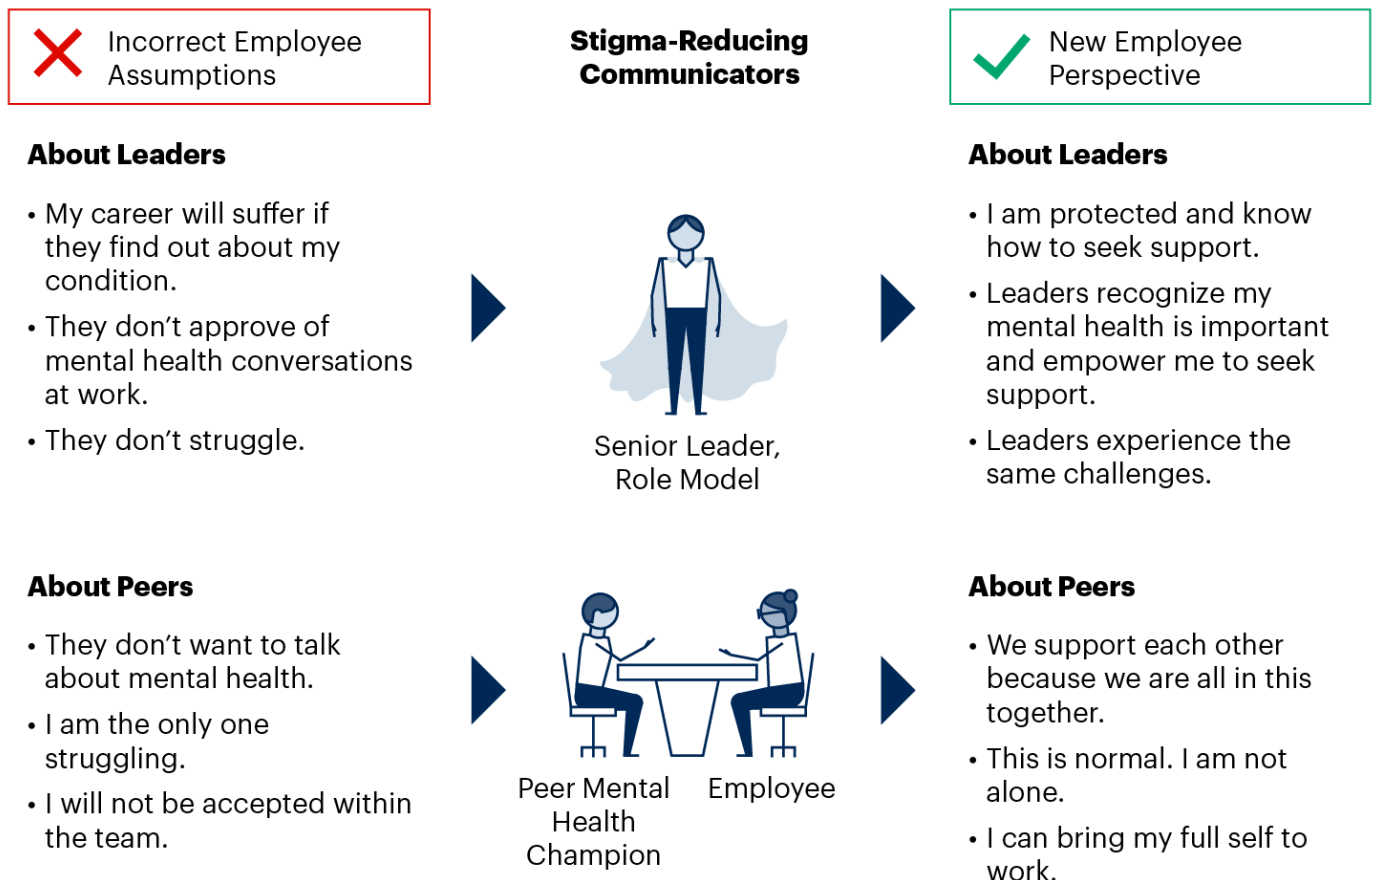 Incorrect Employee
Assumptions
Stigma-Reducing
Communicators
New Employee
Perspective
About Leaders
• My career will suffer if
they find out about my
condition.
• They don’t approve of
mental health conversations
at work.
• They don’t struggle.
Senior Leader,
Role Model
About Leaders
• I am protected and know
how to seek support.
• Leaders recognize my
mental health is important
and empower me to seek
support.
• Leaders experience the
same challenges.
About Peers
• They don’t want to talk
about mental health.
• I am the only one
struggling.
• I will not be accepted within
the team.
Peer Mental
Health
Champion
Employee
About Peers
• We support each other
because we are all in this
together.
• This is normal. I am not
alone.
• I can bring my full self to
work.